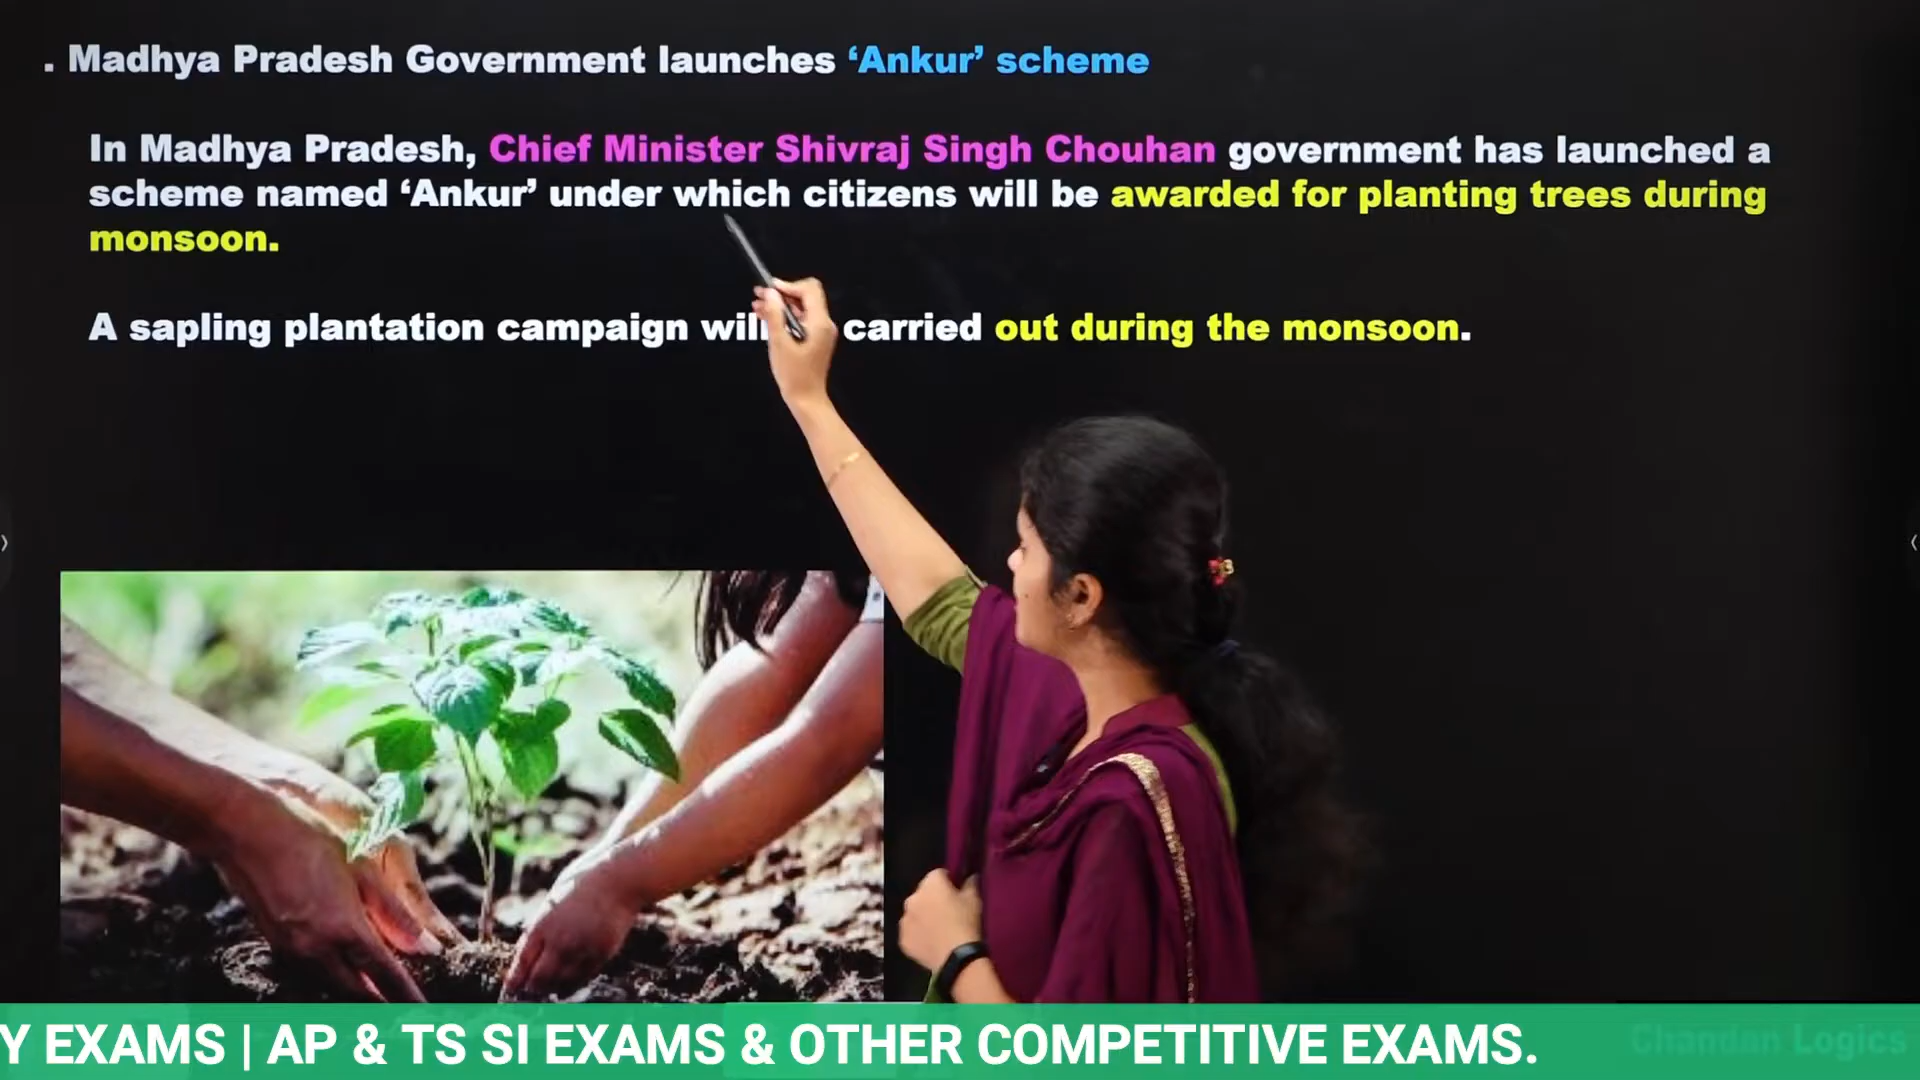 . Madhya Pradesh Government launches ‘Ankur’ scheme
In Madhya Pradesh, Chief Minister Shivraj Singh Chouhan government has launched a
scheme named ‘Ankur’ under which citizens will be awarded for planting trees during
monsoon.
A sapling plantation campaign will carried out during the monsoon.
Y EXAMS | AP & TS SI EXAMS & OTHER COMPETITIVE EXAMS.
Chandan Logics